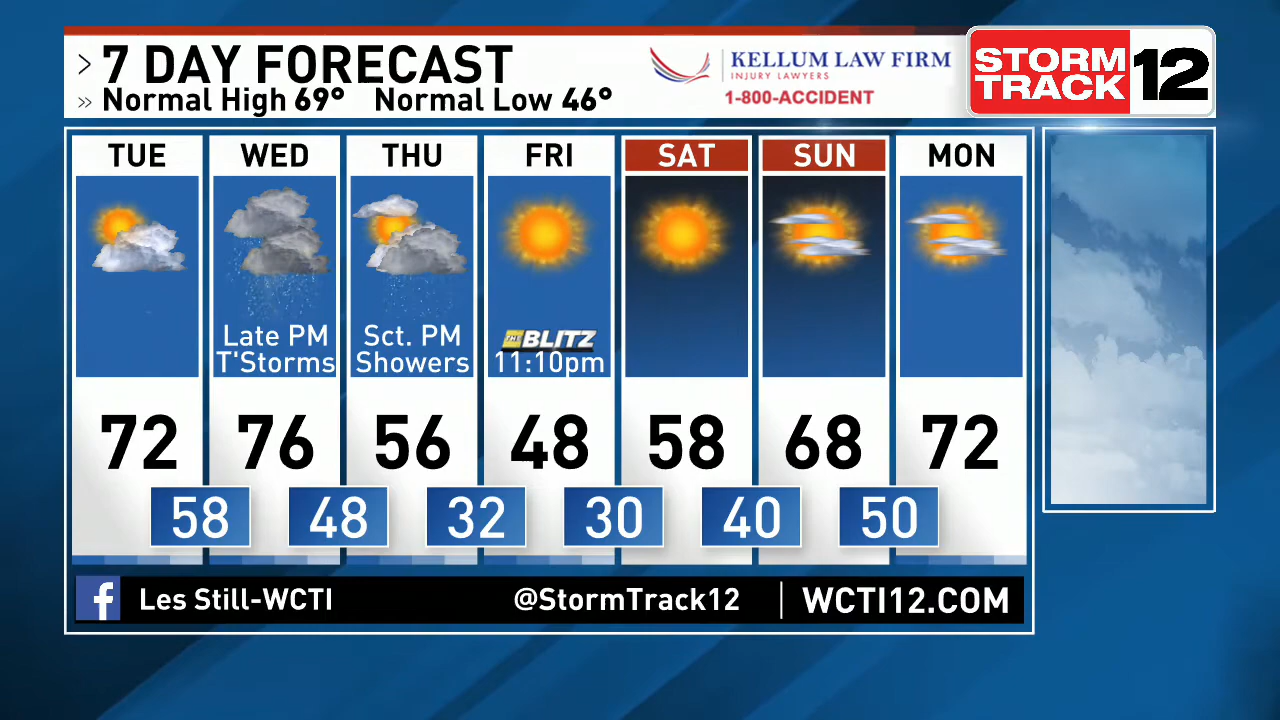 > 7 DAY FORECAST
» Normal High 69° Normal Low 46°
KELLUM LAW FIRM
INJURY LAWYERS
1-800-ACCIDENT
STORM
TRACK 12
TUE WED THU FRI SAT SUN MON
Late PM Sct. PM THE BLITZ
T'Storms Showers 11:10pm
72 76 56 48 58 68 72
58 48 32 30 40 50
f Les Still-WCTI @StormTrack12 | WCTI12.COM